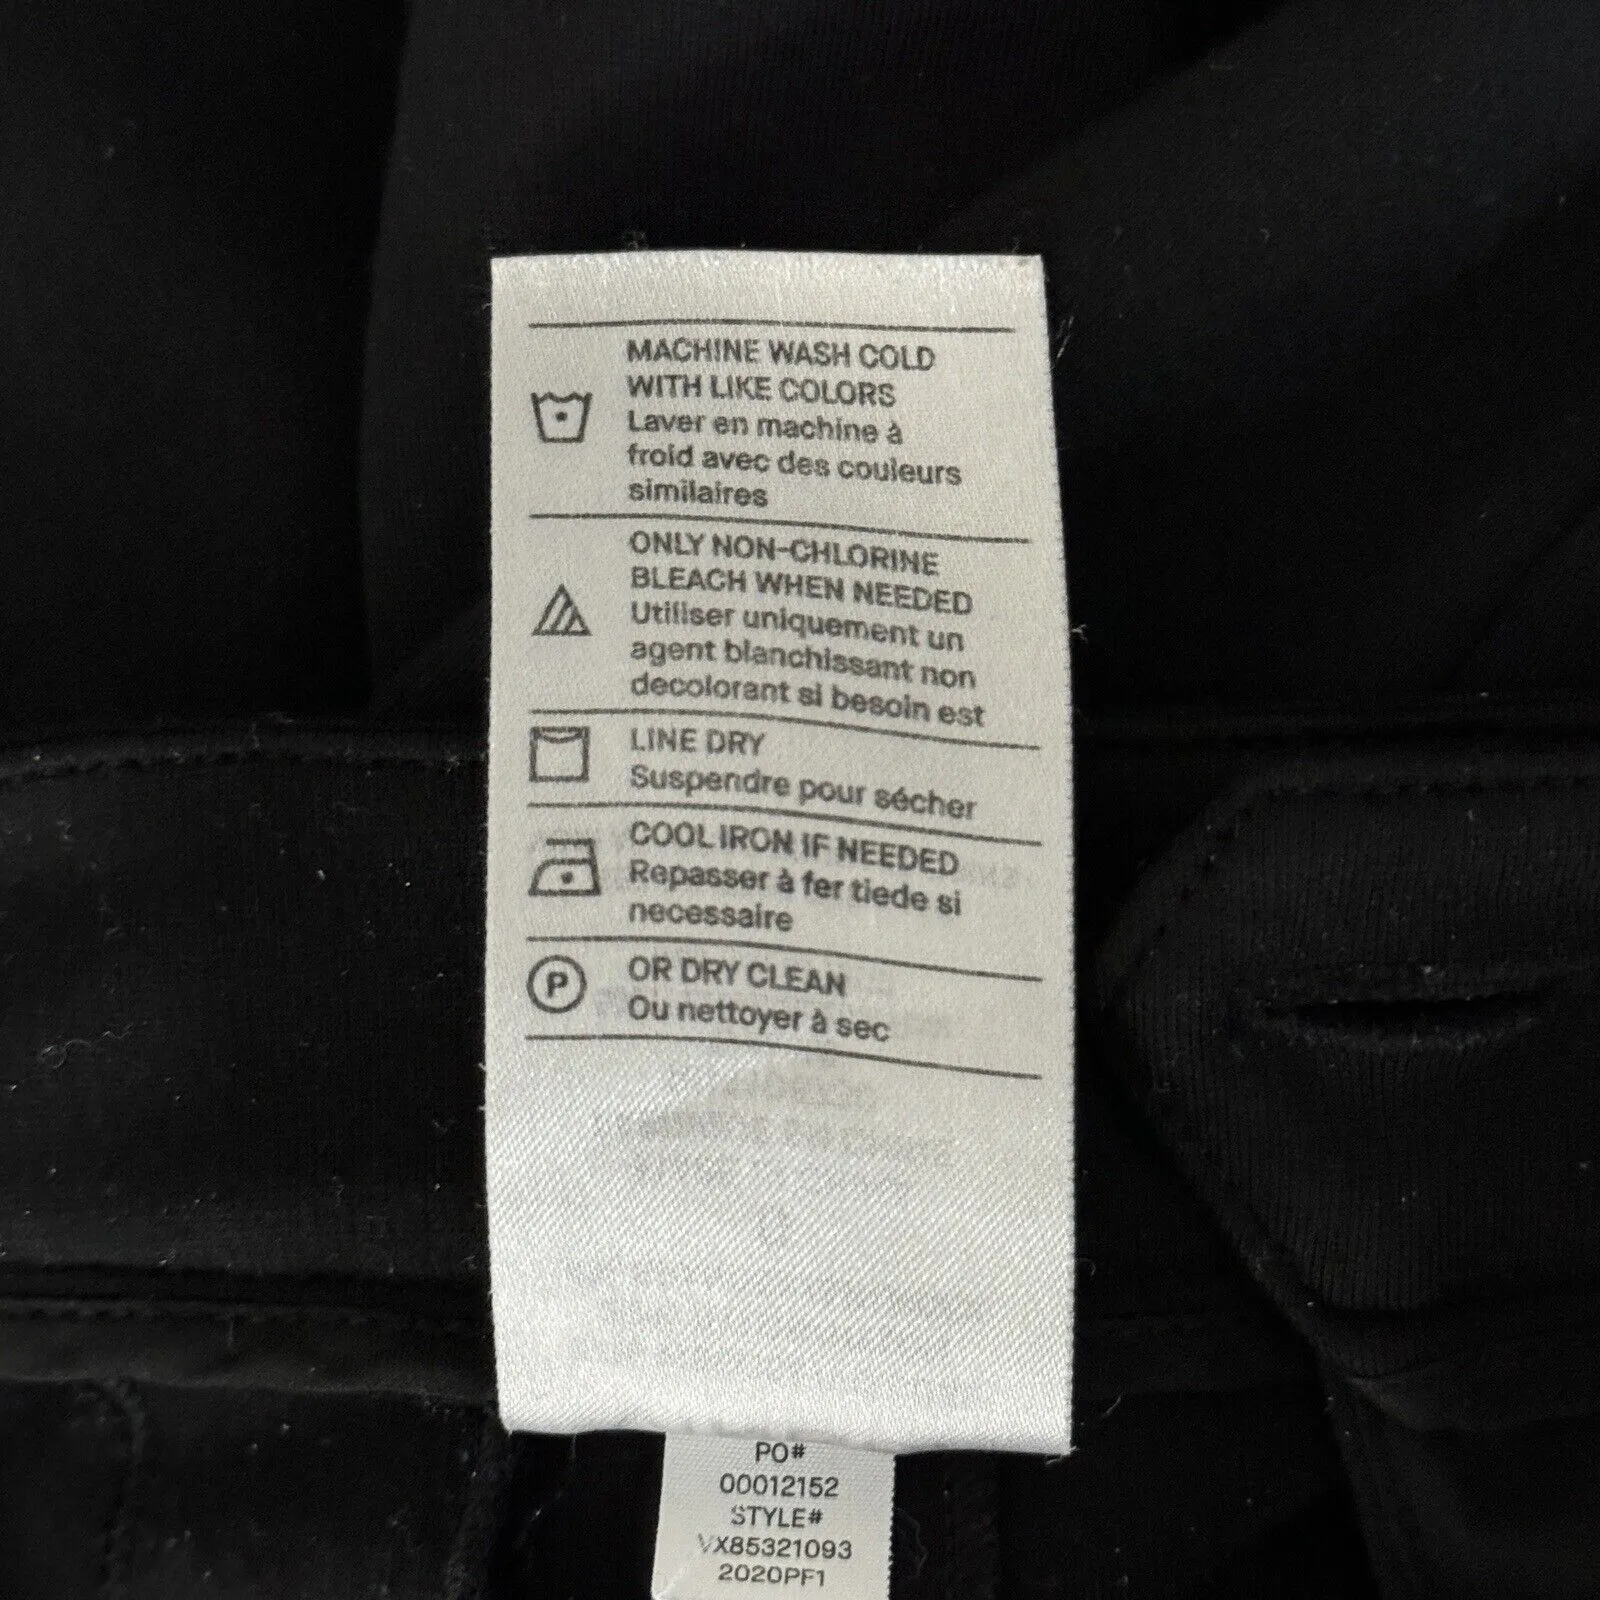 MACHINE WASH COLD
WITH LIKE COLORS
Laver en machine à
froid avec des couleurs
similaires
ONLY NON-CHLORINE
BLEACH WHEN NEEDED
Utiliser uniquement un
agent blanchissant non
decolorant si besoin est
LINE DRY
Suspendre pour sécher
COOL IRON IF NEEDED
Repasser à fer tiede si
necessaire
P
OR DRY CLEAN
Ou nettoyer à sec
PO#
00012152
STYLE#
VX85321093
2020PF1